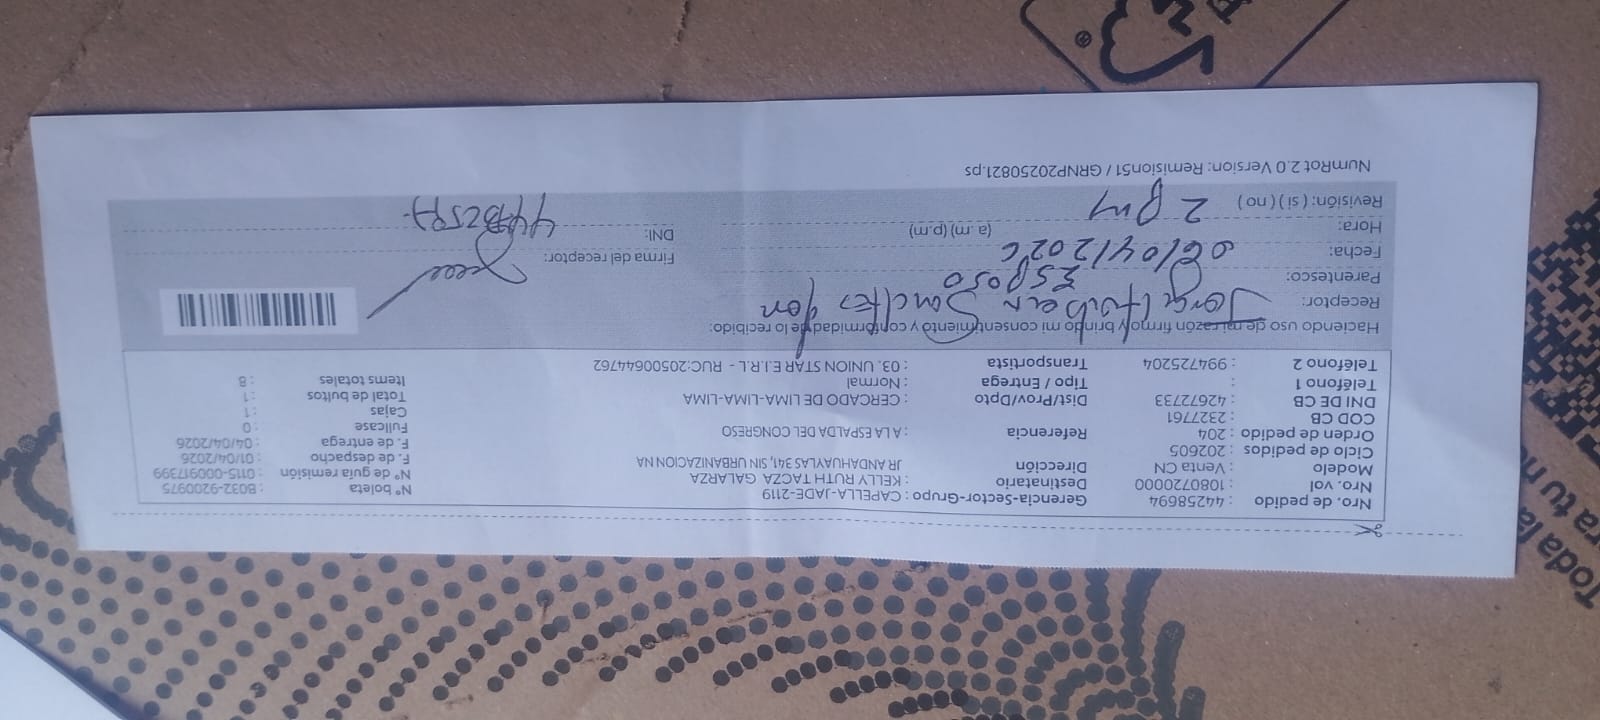 Nro. de pedido : 44258694 Gerencia-Sector-Grupo : CAPELLA-JADE-2119 N° boleta : B032-9200975
Nro. vol : 1080720000 Destinatario : KELLY RUTH TACZA GALARZA N° de guía remisión : 0115-000917399
Modelo : Venta CN Dirección JR ANDAHUAYLAS 341, SIN URBANIZACION NA F. de despacho : 01/04/2026
Ciclo de pedidos : 202605 F. de entrega : 04/04/2026
Orden de pedido : 204 Referencia : A LA ESPALDA DEL CONGRESO Fullcase : 0
COD CB : 2327761 Cajas : 1
DNI DE CB : 42672733 Dist/Prov/Dpto : CERCADO DE LIMA-LIMA-LIMA Total de bultos : 1
Teléfono 1 : Tipo / Entrega : Normal Items totales : 8
Teléfono 2 : 994725204 Transportista : 03. UNION STAR E.I.R.L - RUC:20500644762
Haciendo uso de mi razón firmo y brindo mi consentimiento y conformidad de lo recibido:
Receptor: Jorge
Parentesco: Esposo Firma del receptor:
Fecha: 06/04/2026 DNI:
Hora: (a.m) (p.m)
Revisión: ( si ) ( no ) 2 pm
NumRot 2.0 Version: Remision51 / GRNP20250821.ps
Toda la
ra tu n